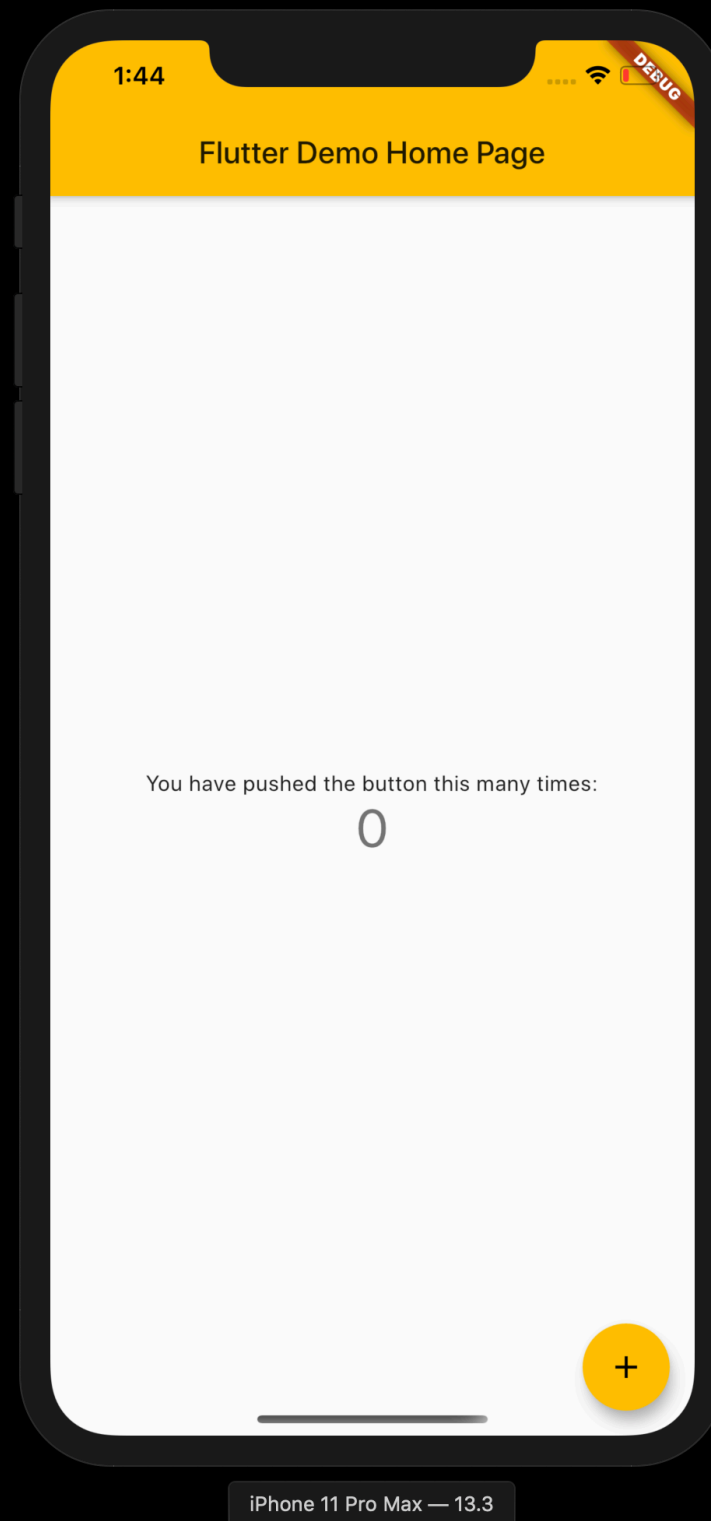 1:44
DEBUG
Flutter Demo Home Page
You have pushed the button this many times:
0
+
iPhone 11 Pro Max — 13.3